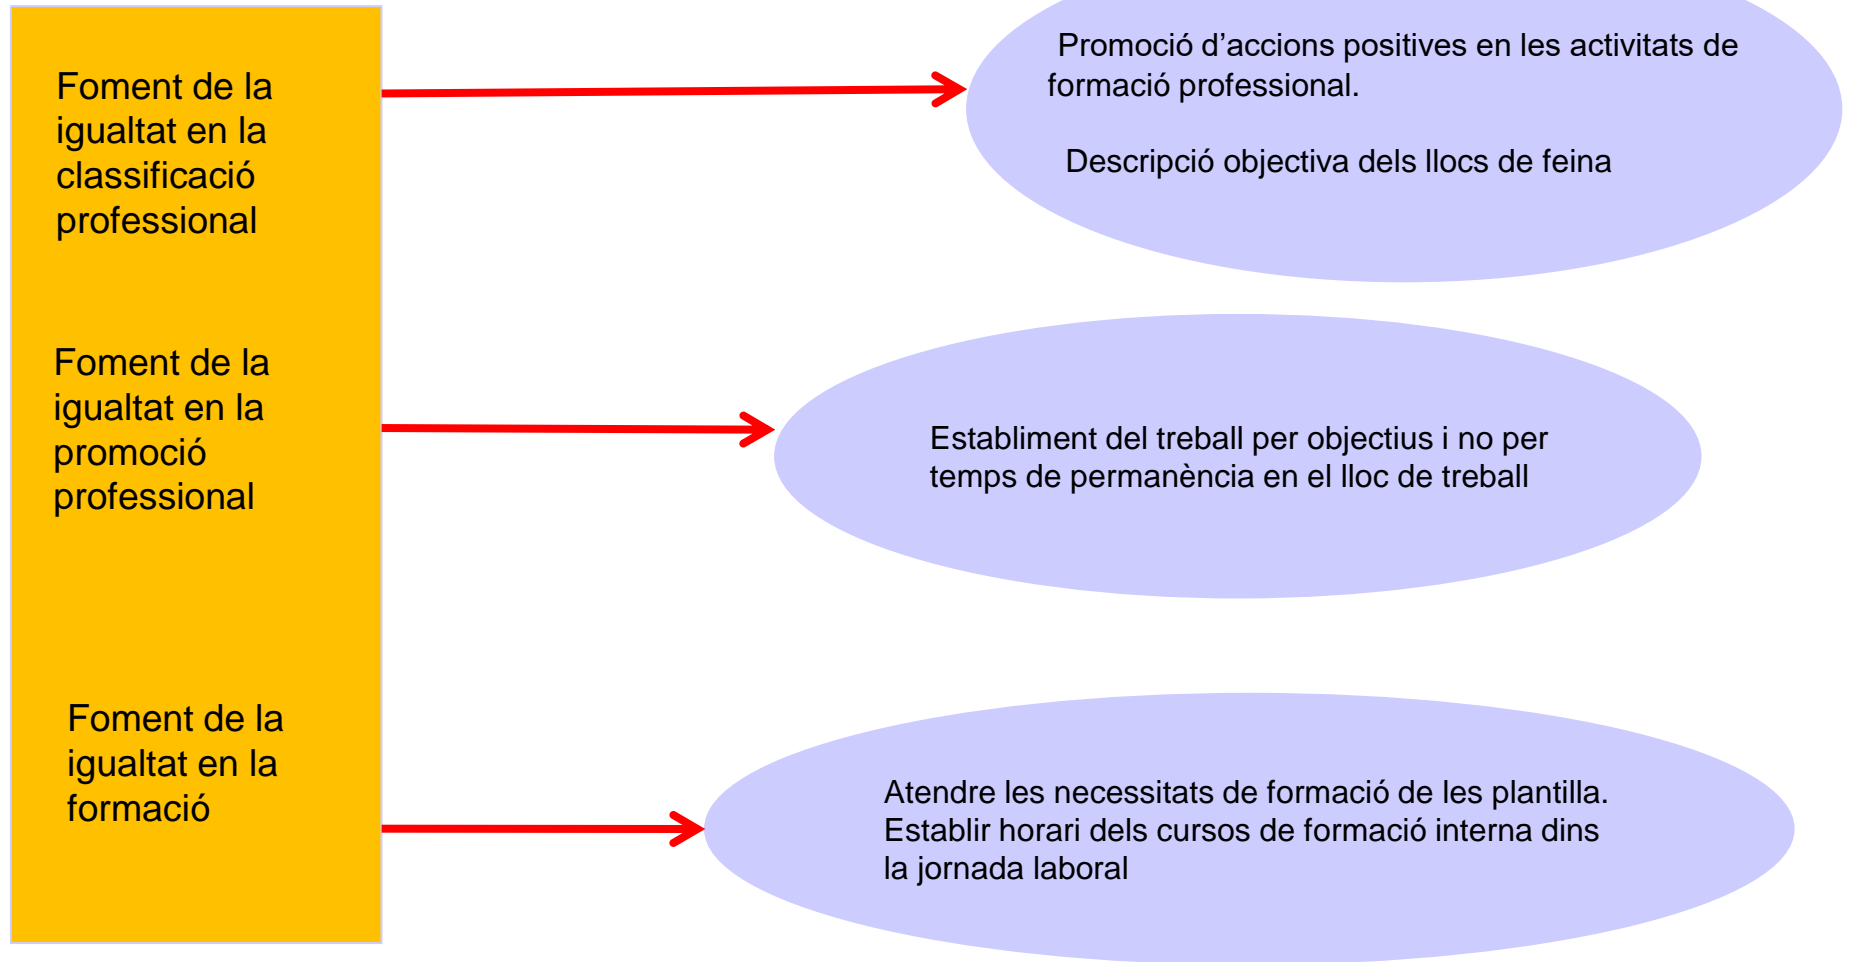 Foment de la
igualtat en la
classificació
professional
Promoció d’accions positives en les activitats de
formació professional.
Descripció objectiva dels llocs de feina
Foment de la
igualtat en la
promoció
professional
Establiment del treball per objectius i no per
temps de permanència en el lloc de treball
Foment de la
igualtat en la
formació
Atendre les necessitats de formació de les plantilla.
Establir horari dels cursos de formació interna dins
la jornada laboral